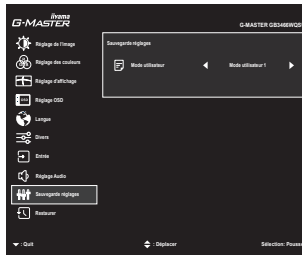 iiyama
G-MASTER
G-MASTER GB3466WQS
Réglage de l'image
Réglage des couleurs
Réglage d'affichage
Réglage OSD
Langue
Divers
Entrée
Réglage Audio
Sauvegarde réglages
Restaurer
Sauvegarde réglages
Mode utilisateur
Mode utilisateur 1
: Quit
: Déplacer
Sélection: Pousse